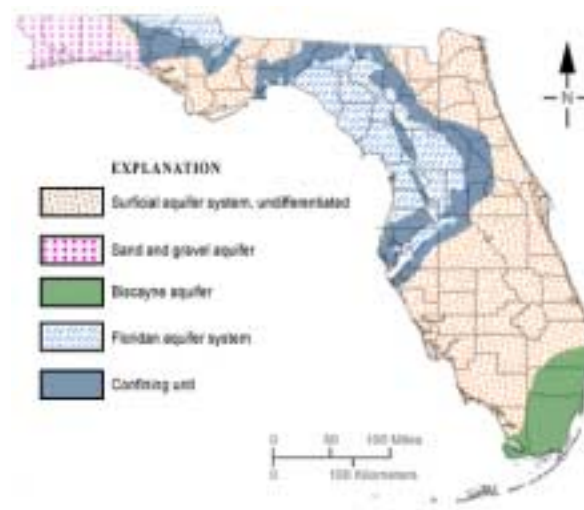 N
EXPLANATION
Surficial aquifer system, undifferentiated
Sand and gravel aquifer
Biscayne aquifer
Floridan aquifer system
Confining unit
0 50 100 Miles
0 100 Kilometers